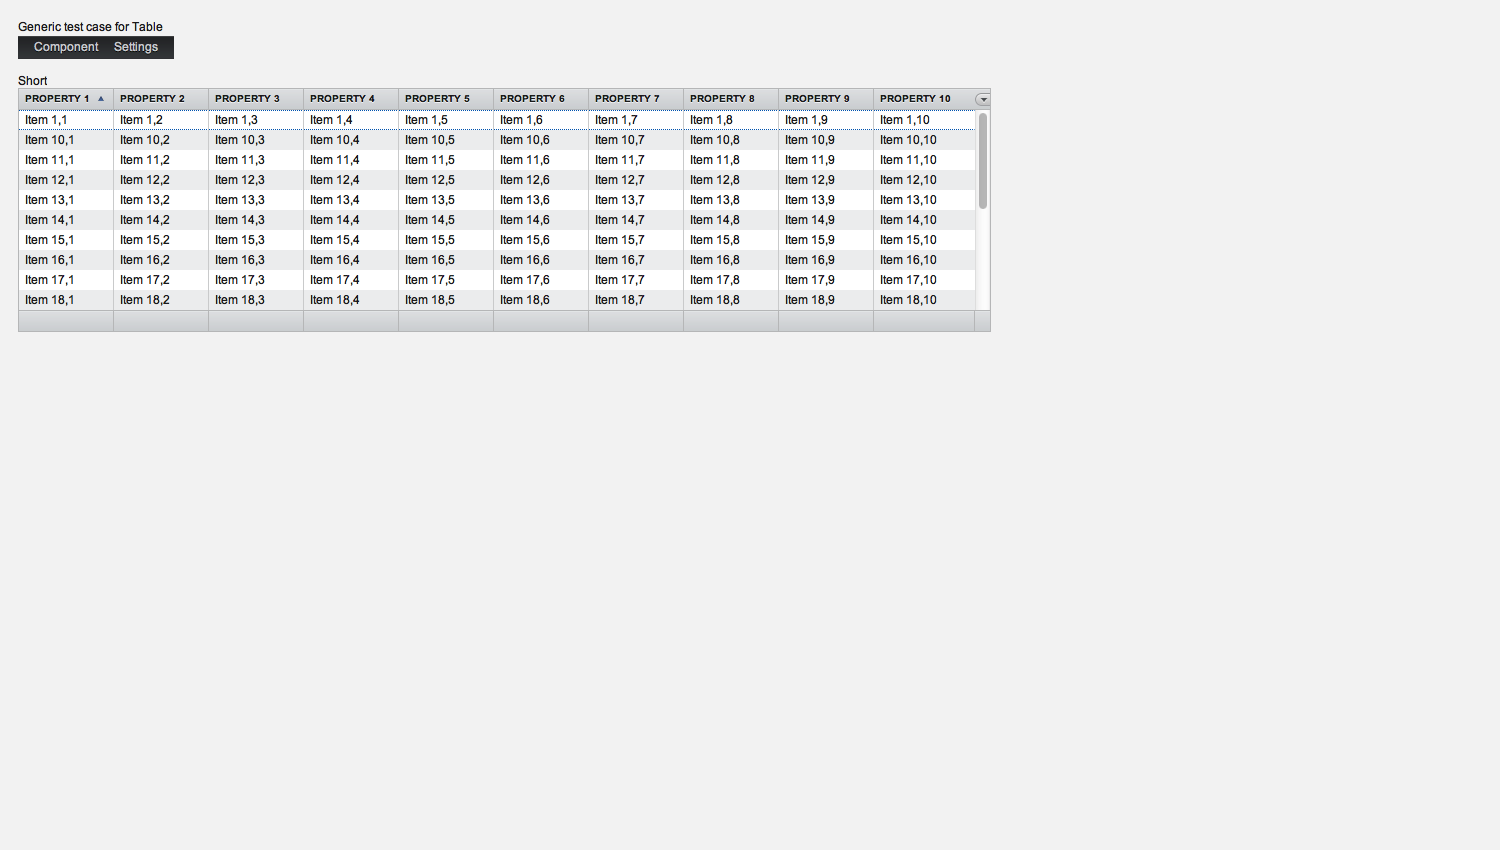 Generic test case for Table
Component Settings
Short
PROPERTY 1 PROPERTY 2 PROPERTY 3 PROPERTY 4 PROPERTY 5 PROPERTY 6 PROPERTY 7 PROPERTY 8 PROPERTY 9 PROPERTY 10
Item 1,1 Item 1,2 Item 1,3 Item 1,4 Item 1,5 Item 1,6 Item 1,7 Item 1,8 Item 1,9 Item 1,10
Item 10,1 Item 10,2 Item 10,3 Item 10,4 Item 10,5 Item 10,6 Item 10,7 Item 10,8 Item 10,9 Item 10,10
Item 11,1 Item 11,2 Item 11,3 Item 11,4 Item 11,5 Item 11,6 Item 11,7 Item 11,8 Item 11,9 Item 11,10
Item 12,1 Item 12,2 Item 12,3 Item 12,4 Item 12,5 Item 12,6 Item 12,7 Item 12,8 Item 12,9 Item 12,10
Item 13,1 Item 13,2 Item 13,3 Item 13,4 Item 13,5 Item 13,6 Item 13,7 Item 13,8 Item 13,9 Item 13,10
Item 14,1 Item 14,2 Item 14,3 Item 14,4 Item 14,5 Item 14,6 Item 14,7 Item 14,8 Item 14,9 Item 14,10
Item 15,1 Item 15,2 Item 15,3 Item 15,4 Item 15,5 Item 15,6 Item 15,7 Item 15,8 Item 15,9 Item 15,10
Item 16,1 Item 16,2 Item 16,3 Item 16,4 Item 16,5 Item 16,6 Item 16,7 Item 16,8 Item 16,9 Item 16,10
Item 17,1 Item 17,2 Item 17,3 Item 17,4 Item 17,5 Item 17,6 Item 17,7 Item 17,8 Item 17,9 Item 17,10
Item 18,1 Item 18,2 Item 18,3 Item 18,4 Item 18,5 Item 18,6 Item 18,7 Item 18,8 Item 18,9 Item 18,10